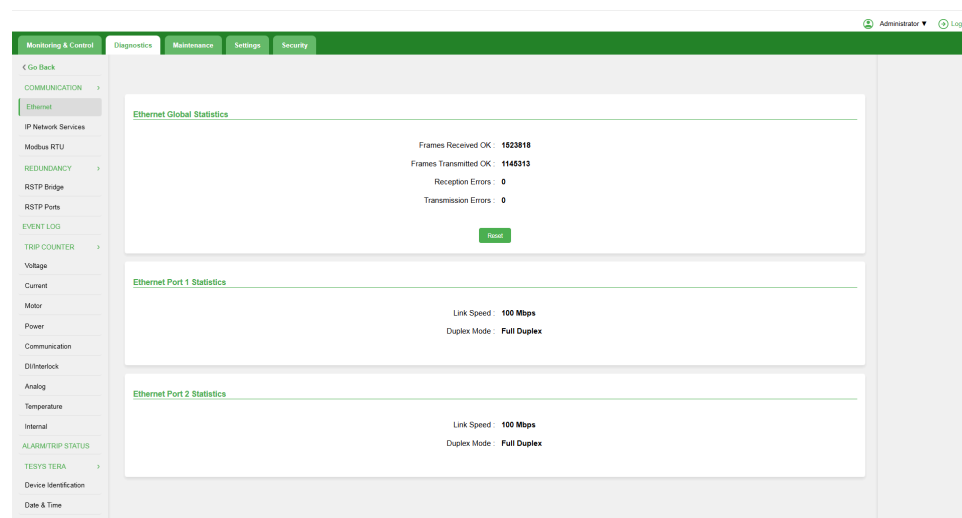 Administrator ▼ Log
Monitoring & Control Diagnostics Maintenance Settings Security
< Go Back
COMMUNICATION >
Ethernet
IP Network Services
Modbus RTU
REDUNDANCY >
RSTP Bridge
RSTP Ports
EVENT LOG
TRIP COUNTER >
Voltage
Current
Motor
Power
Communication
DI/Interlock
Analog
Temperature
Internal
ALARM/TRIP STATUS
TESYS TERA >
Device Identification
Date & Time
Ethernet Global Statistics
Frames Received OK : 1523818
Frames Transmitted OK : 1145313
Reception Errors : 0
Transmission Errors : 0
Reset
Ethernet Port 1 Statistics
Link Speed : 100 Mbps
Duplex Mode : Full Duplex
Ethernet Port 2 Statistics
Link Speed : 100 Mbps
Duplex Mode : Full Duplex